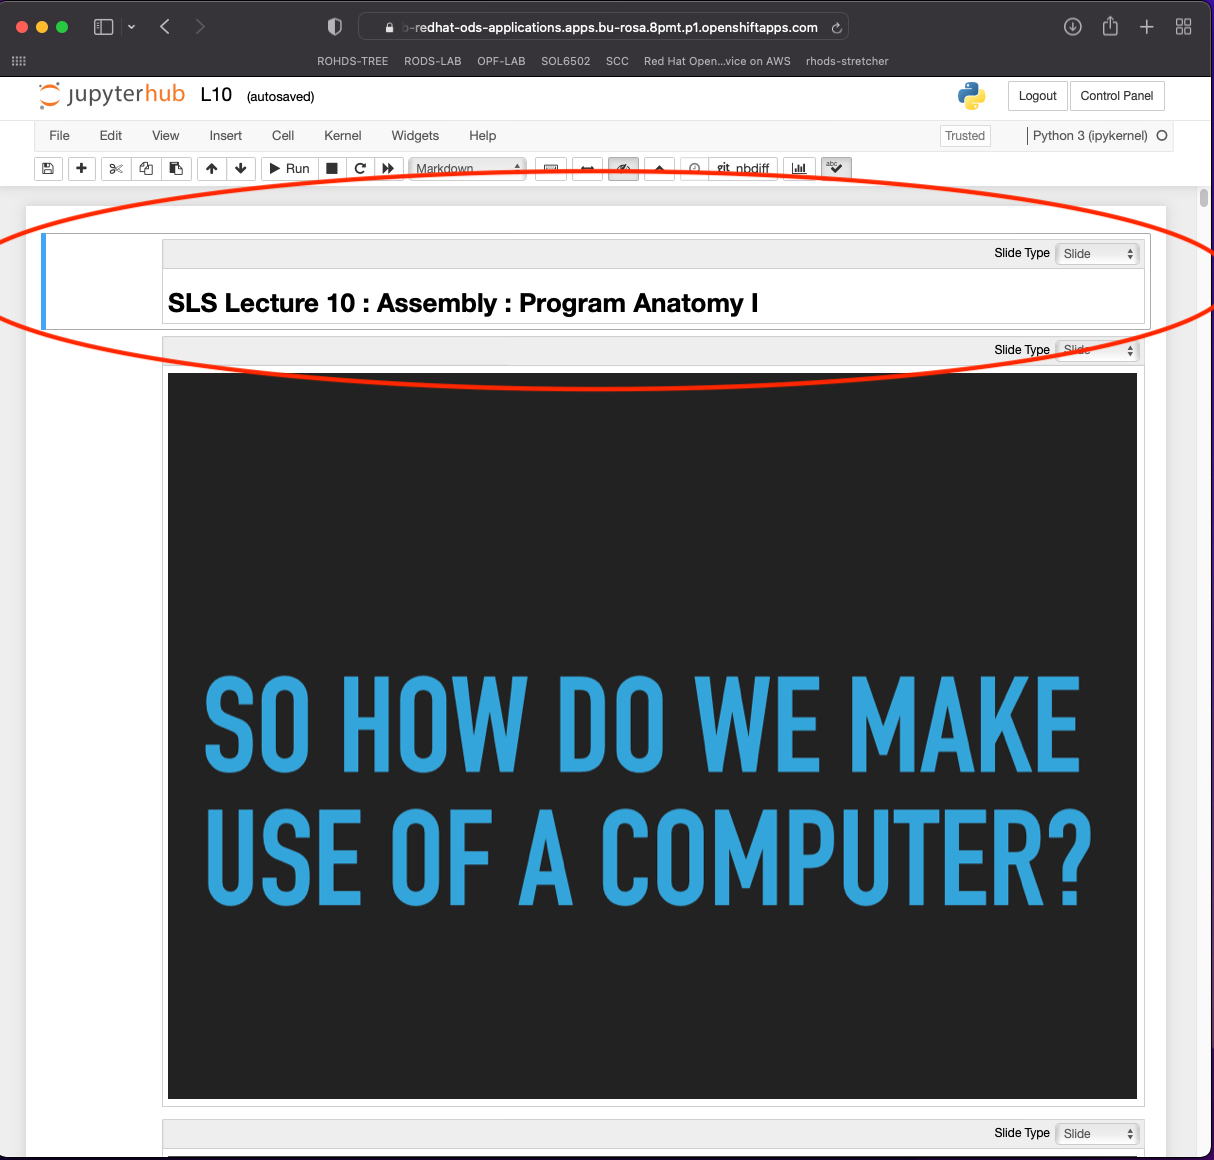 -redhat-ods-applications.apps.bu-rosa.8pmt.p1.openshiftapps.com
ROHDS-TREE RODS-LAB OPF-LAB SOL6502 SCC Red Hat Open...vice on AWS rhods-stretcher
jupyterhub L10 (autosaved) Logout Control Panel
File Edit View Insert Cell Kernel Widgets Help Trusted Python 3 (ipykernel)
Run Markdown git nbdiff abc
Slide Type Slide
SLS Lecture 10 : Assembly : Program Anatomy I
Slide Type Slide
SO HOW DO WE MAKE
USE OF A COMPUTER?
Slide Type Slide